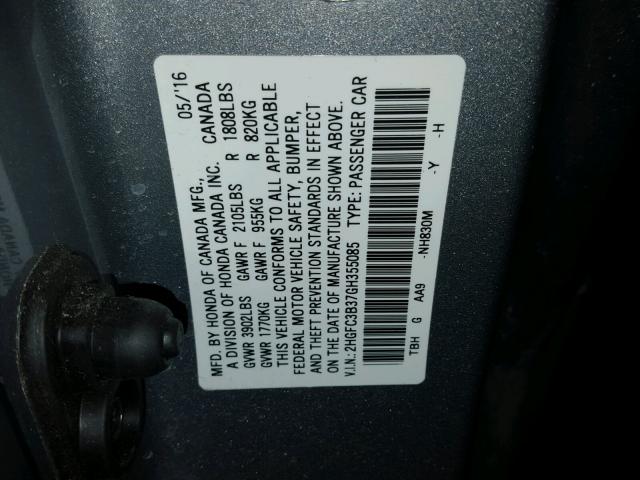 MFD. BY HONDA OF CANADA MFG., 05/'16
A DIVISION OF HONDA CANADA INC. CANADA
GVWR 3902LBS GAWR F 2105LBS R 1808LBS
GVWR 1770KG GAWR F 955KG R 820KG
THIS VEHICLE CONFORMS TO ALL APPLICABLE
FEDERAL MOTOR VEHICLE SAFETY, BUMPER,
AND THEFT PREVENTION STANDARDS IN EFFECT
ON THE DATE OF MANUFACTURE SHOWN ABOVE.
V.I.N.: 2HGFC3B37GH355085 TYPE: PASSENGER CAR
TBH G AA9 -NH830M -Y -H